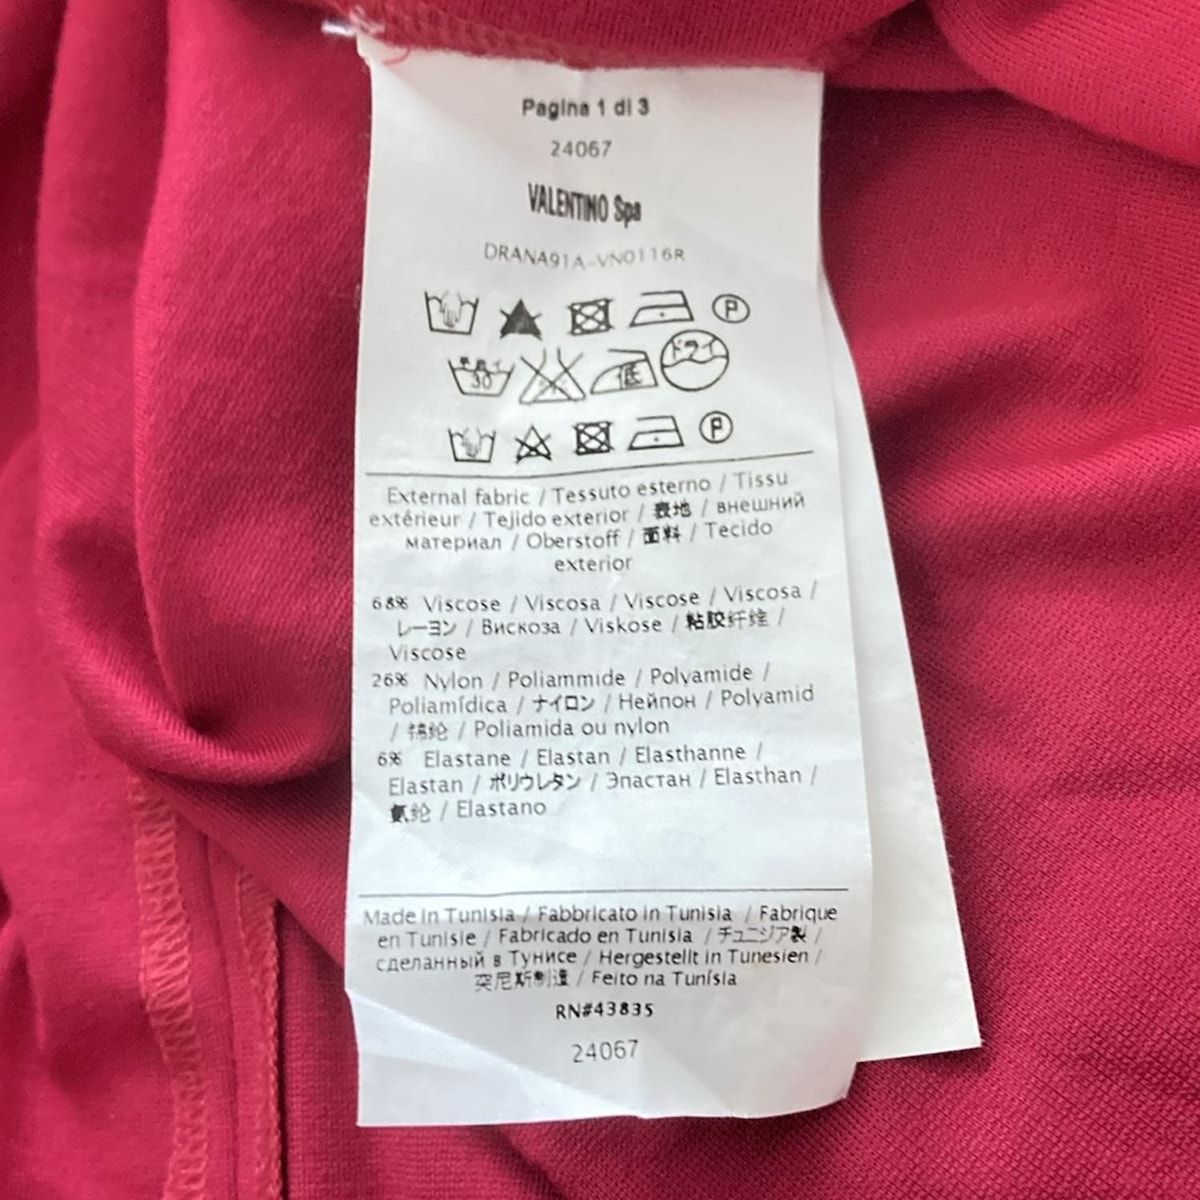 Pagina 1 di 3
24067
VALENTINO Spa
DRANA91A-VN0116R
P
30 低 ドライ
P
External fabric / Tessuto esterno / Tissu
extérieur / Tejido exterior / 表地 / внешний
материал / Oberstoff / 面料 / Tecido
exterior
68% Viscose / Viscosa / Viscose / Viscosa /
レーヨン / Вискоза / Viskose / 粘胶纤维 /
Viscose
26% Nylon / Poliammide / Polyamide /
Poliamídica / ナイロン / Нейлон / Polyamid
/ 锦纶 / Poliamida ou nylon
6% Elastane / Elastan / Elasthanne /
Elastan / ポリウレタン / Эластан / Elasthan /
氨纶 / Elastano
Made in Tunisia / Fabbricato in Tunisia / Fabrique
en Tunisie / Fabricado en Tunisia / チュニジア製 /
сделанный в Тунисе / Hergestellt in Tunesien /
突尼斯制造 / Feito na Tunísia
RN#43835
24067